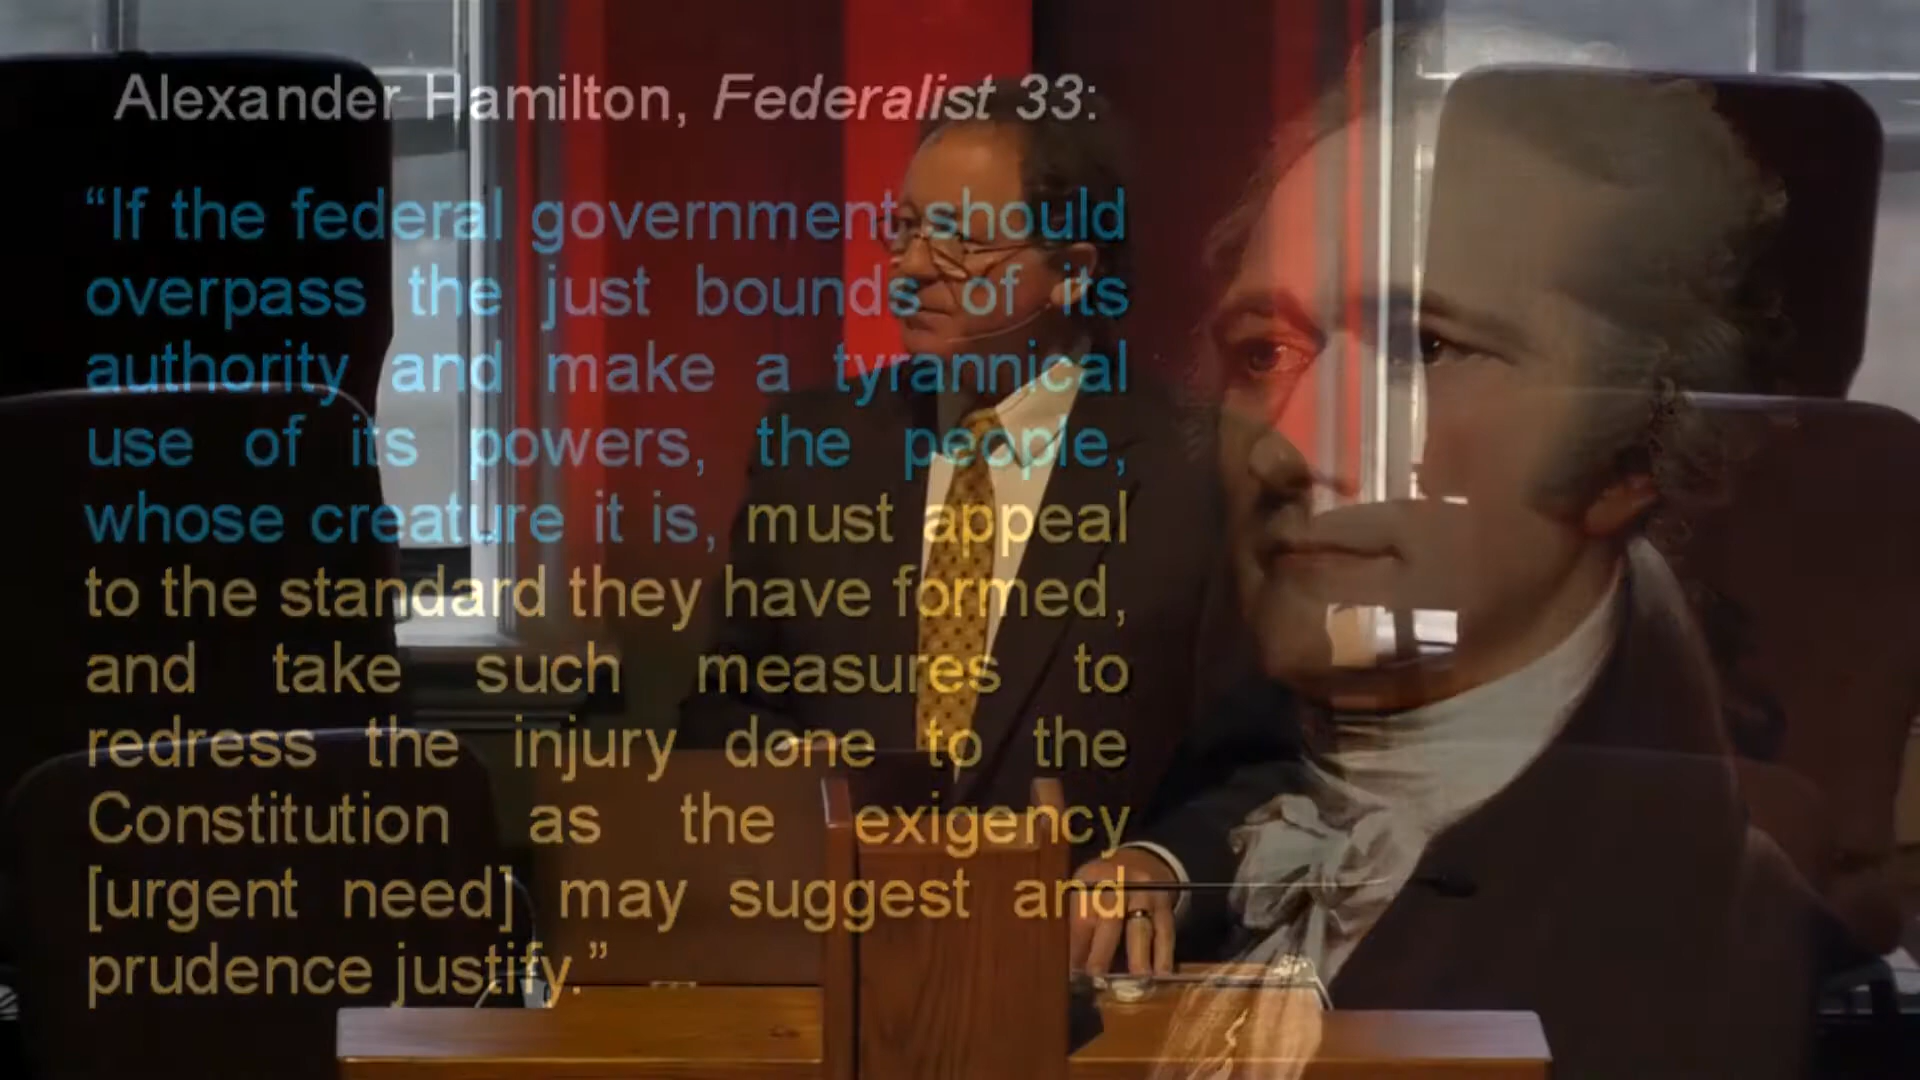 Alexander Hamilton, Federalist 33:
“If the federal government should
overpass the just bounds of its
authority and make a tyrannical
use of its powers, the people,
whose creature it is, must appeal
to the standard they have formed,
and take such measures to
redress the injury done to the
Constitution as the exigency
[urgent need] may suggest and
prudence justify.”